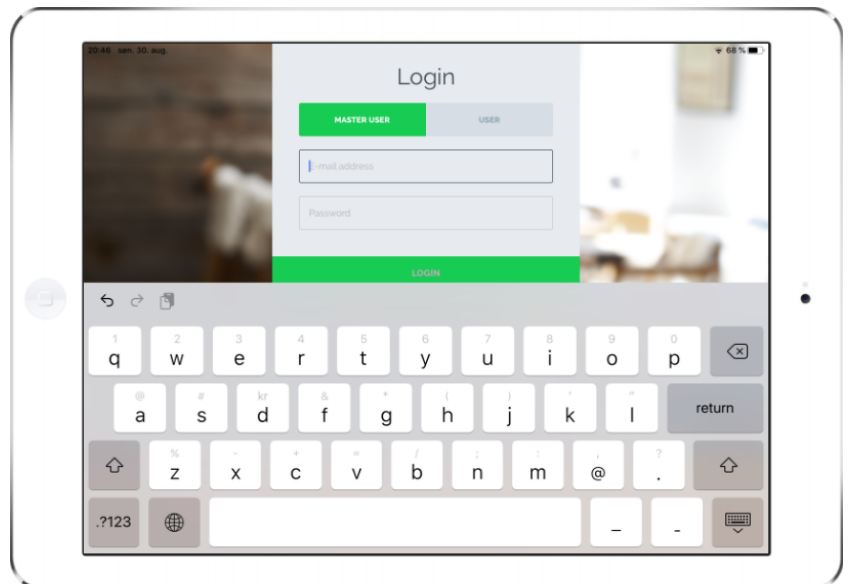 20:46 søn. 30. aug.
68 %
Login
MASTER USER
USER
E-mail address
Password
LOGIN
1 2 3 4 5 6 7 8 9 0
q w e r t y u i o p
@ # kr & * ( ) ' "
a s d f g h j k l return
% - + = / ; : , ?
z x c v b n m @ .
.?123 _ -